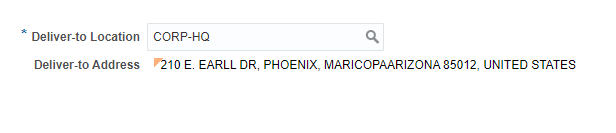 * Deliver-to Location CORP-HQ
Deliver-to Address 210 E. EARLL DR, PHOENIX, MARICOPAARIZONA 85012, UNITED STATES